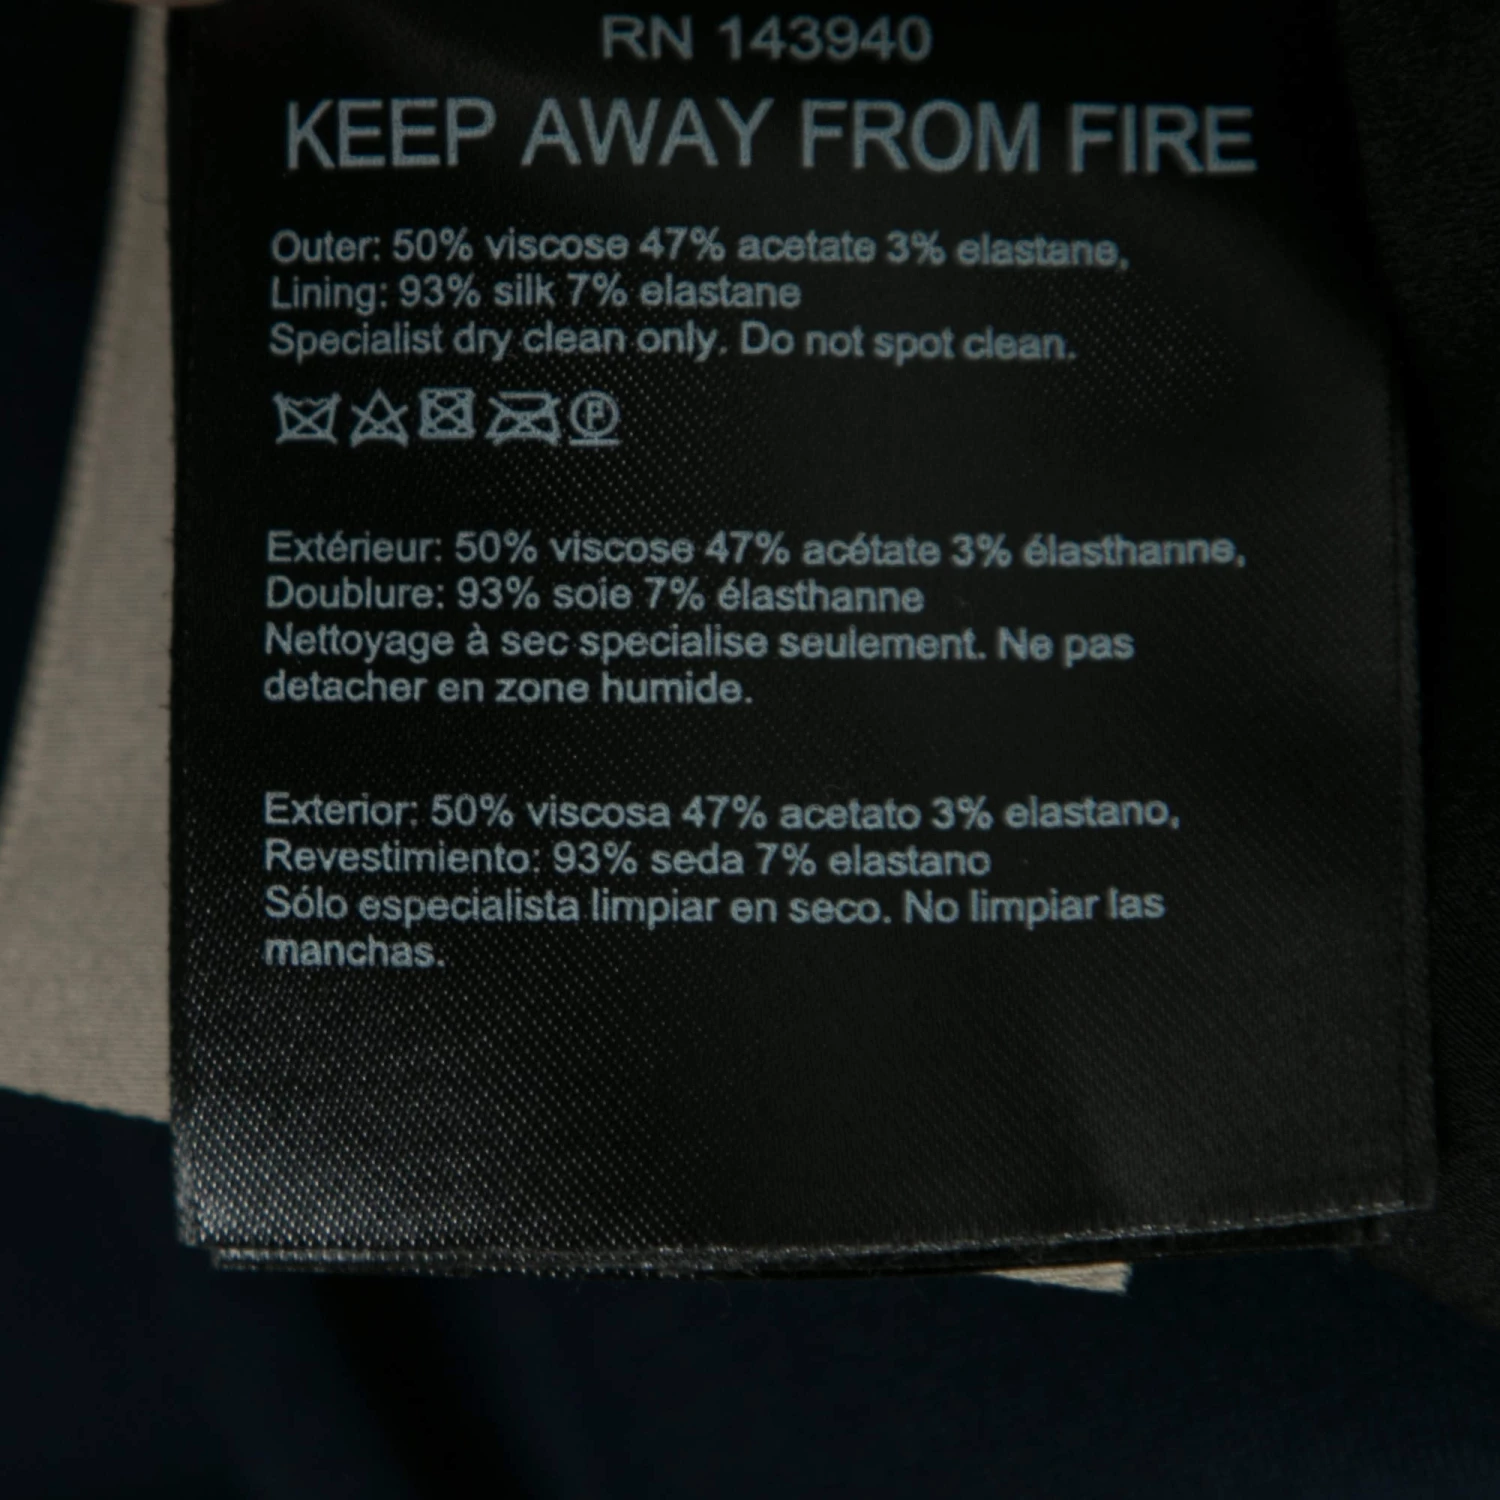 RN 143940
KEEP AWAY FROM FIRE
Outer: 50% viscose 47% acetate 3% elastane,
Lining: 93% silk 7% elastane
Specialist dry clean only. Do not spot clean.
P
Extérieur: 50% viscose 47% acétate 3% élasthanne,
Doublure: 93% soie 7% élasthanne
Nettoyage à sec specialise seulement. Ne pas
detacher en zone humide.
Exterior: 50% viscosa 47% acetato 3% elastano,
Revestimiento: 93% seda 7% elastano
Sólo especialista limpiar en seco. No limpiar las
manchas.